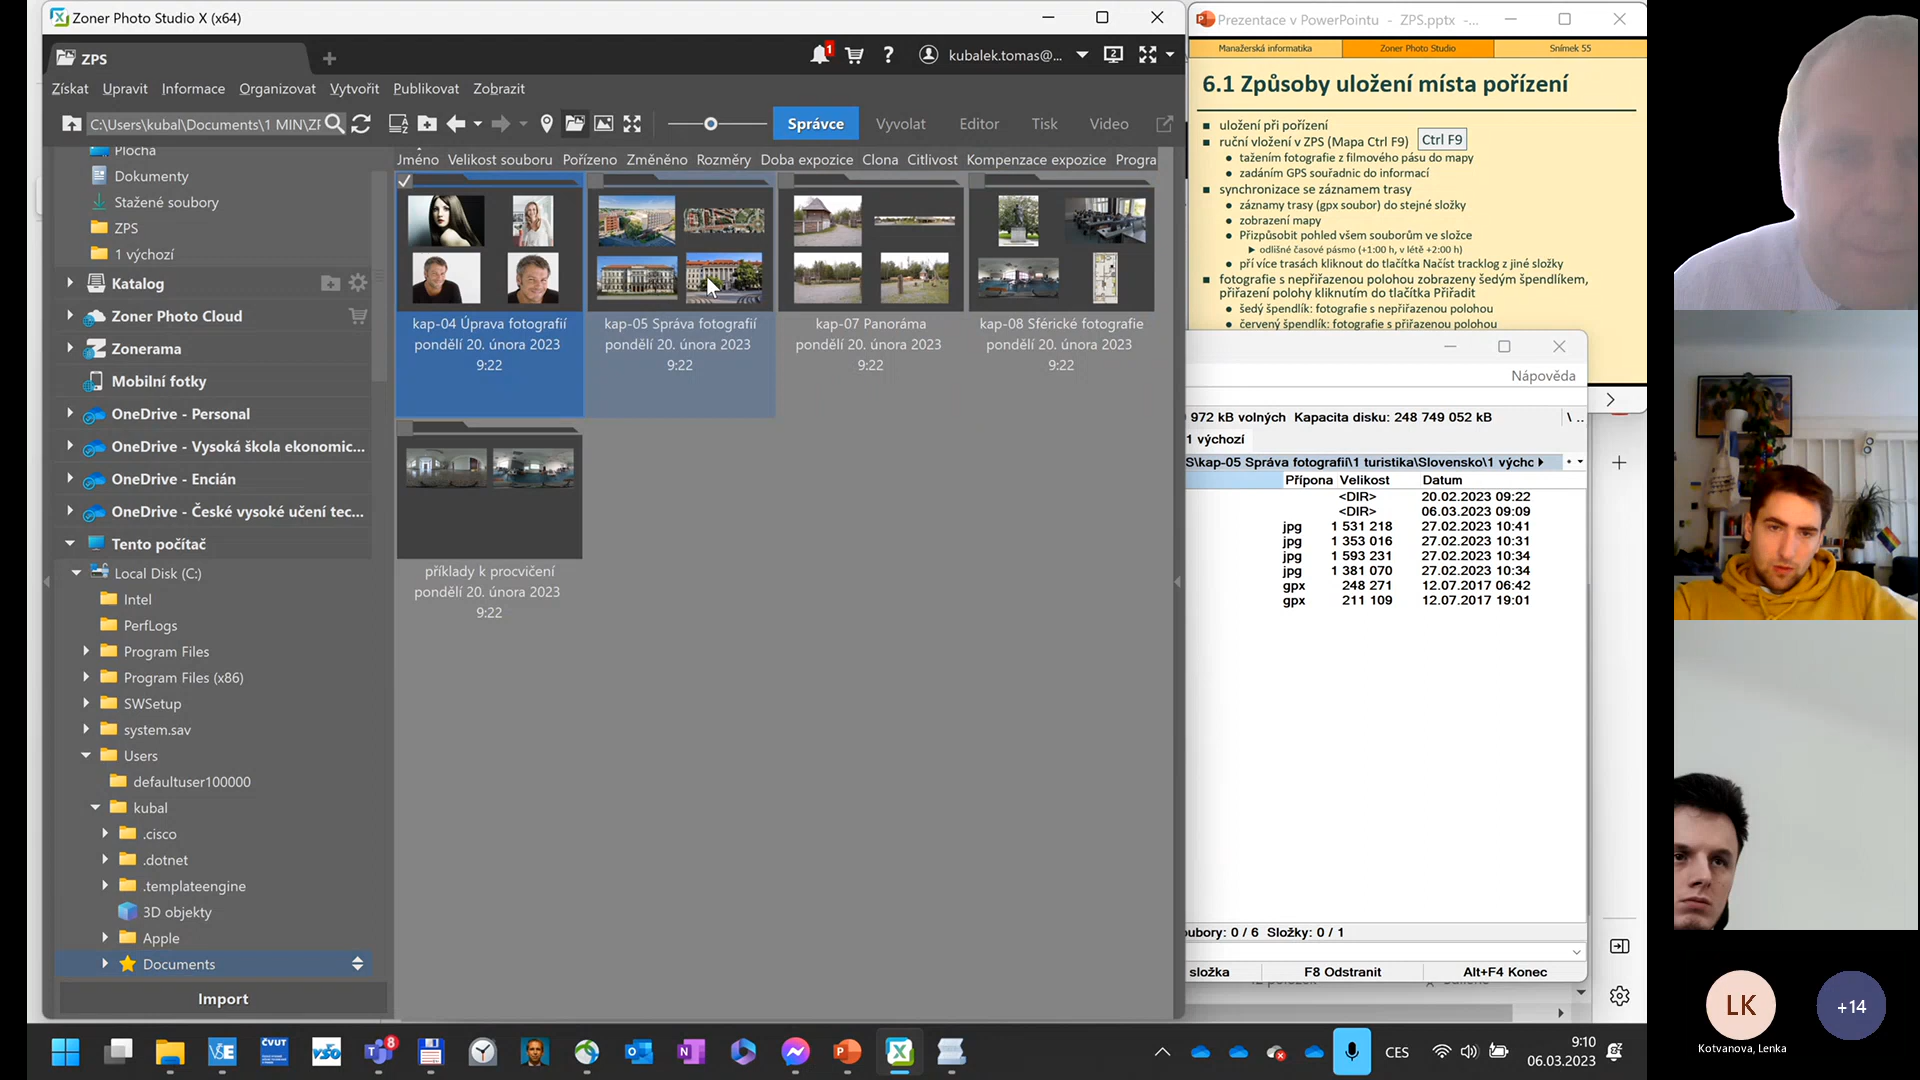 Zoner Photo Studio X (x64)
ZPS
1
kubalek.tomas@...
2
Získat Upravit Informace Organizovat Vytvořit Publikovat Zobrazit
C:\Users\kubal\Documents\1 MIN\ZF
Správce Vyvolat Editor Tisk Video
Jméno Velikost souboru Pořízeno Změněno Rozměry Doba expozice Clona Citlivost Kompenzace expozice Progra
Plocha
Dokumenty
Stažené soubory
ZPS
1 výchozí
Katalog
Zoner Photo Cloud
Zonerama
Mobilní fotky
OneDrive - Personal
OneDrive - Vysoká škola ekonomic...
OneDrive - Encián
OneDrive - České vysoké učení tec...
Tento počítač
Local Disk (C:)
Intel
PerfLogs
Program Files
Program Files (x86)
SWSetup
system.sav
Users
defaultuser100000
kubal
.cisco
.dotnet
.templateengine
3D objekty
Apple
Documents
Import
kap-04 Úprava fotografií
pondělí 20. února 2023
9:22
kap-05 Správa fotografií
pondělí 20. února 2023
9:22
kap-07 Panoráma
pondělí 20. února 2023
9:22
kap-08 Sférické fotografie
pondělí 20. února 2023
9:22
příklady k procvičení
pondělí 20. února 2023
9:22
Prezentace v PowerPointu - ZPS.pptx -...
Manažerská informatika Zoner Photo Studio Snímek 55
6.1 Způsoby uložení místa pořízení
uložení při pořízení
ruční vložení v ZPS (Mapa Ctrl F9) Ctrl F9
tažením fotografie z filmového pásu do mapy
zadáním GPS souřadnic do informací
synchronizace se záznamem trasy
záznamy trasy (gpx soubor) do stejné složky
zobrazení mapy
Přizpůsobit pohled všem souborům ve složce
odlišné časové pásmo (+1:00 h, v létě +2:00 h)
pří více trasách kliknout do tlačítka Načíst tracklog z jiné složky
fotografie s nepřiřazenou polohou zobrazeny šedým špendlíkem,
přiřazení polohy kliknutím do tlačítka Přiřadit
šedý špendlík: fotografie s nepřiřazenou polohou
červený špendlík: fotografie s přiřazenou polohou
Nápověda
972 kB volných Kapacita disku: 248 749 052 kB \ ..
1 výchozí
S\kap-05 Správa fotografií\1 turistika\Slovensko\1 výchc
Přípona Velikost Datum
<DIR> 20.02.2023 09:22
<DIR> 06.03.2023 09:09
jpg 1 531 218 27.02.2023 10:41
jpg 1 353 016 27.02.2023 10:31
jpg 1 593 231 27.02.2023 10:34
jpg 1 381 070 27.02.2023 10:34
gpx 248 271 12.07.2017 06:42
gpx 211 109 12.07.2017 19:01
oubory: 0 / 6 Složky: 0 / 1
složka F8 Odstranit Alt+F4 Konec
LK
+14
Kotvanova, Lenka
VŠE
ČVUT
VŠO
8
CES
9:10
06.03.2023